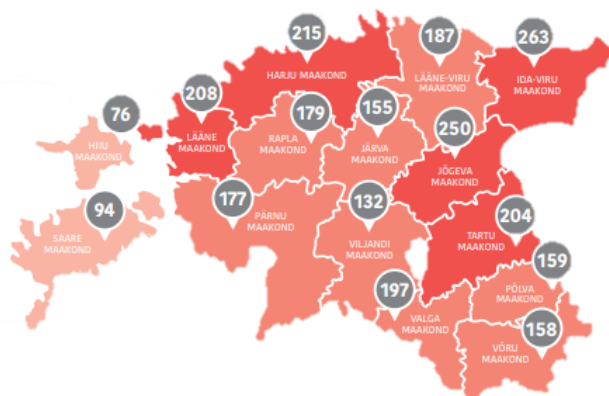 215
HARJU MAAKOND
187
LÄÄNE-VIRU
MAAKOND
263
IDA-VIRU
MAAKOND
76
HIIU
MAAKOND
208
LÄÄNE
MAAKOND
179
RAPLA
MAAKOND
155
JÄRVA
MAAKOND
250
JÕGEVA
MAAKOND
94
SAARE
MAAKOND
177
PÄRNU
MAAKOND
132
VILJANDI
MAAKOND
204
TARTU
MAAKOND
197
VALGA
MAAKOND
159
PÕLVA
MAAKOND
158
VÕRU
MAAKOND